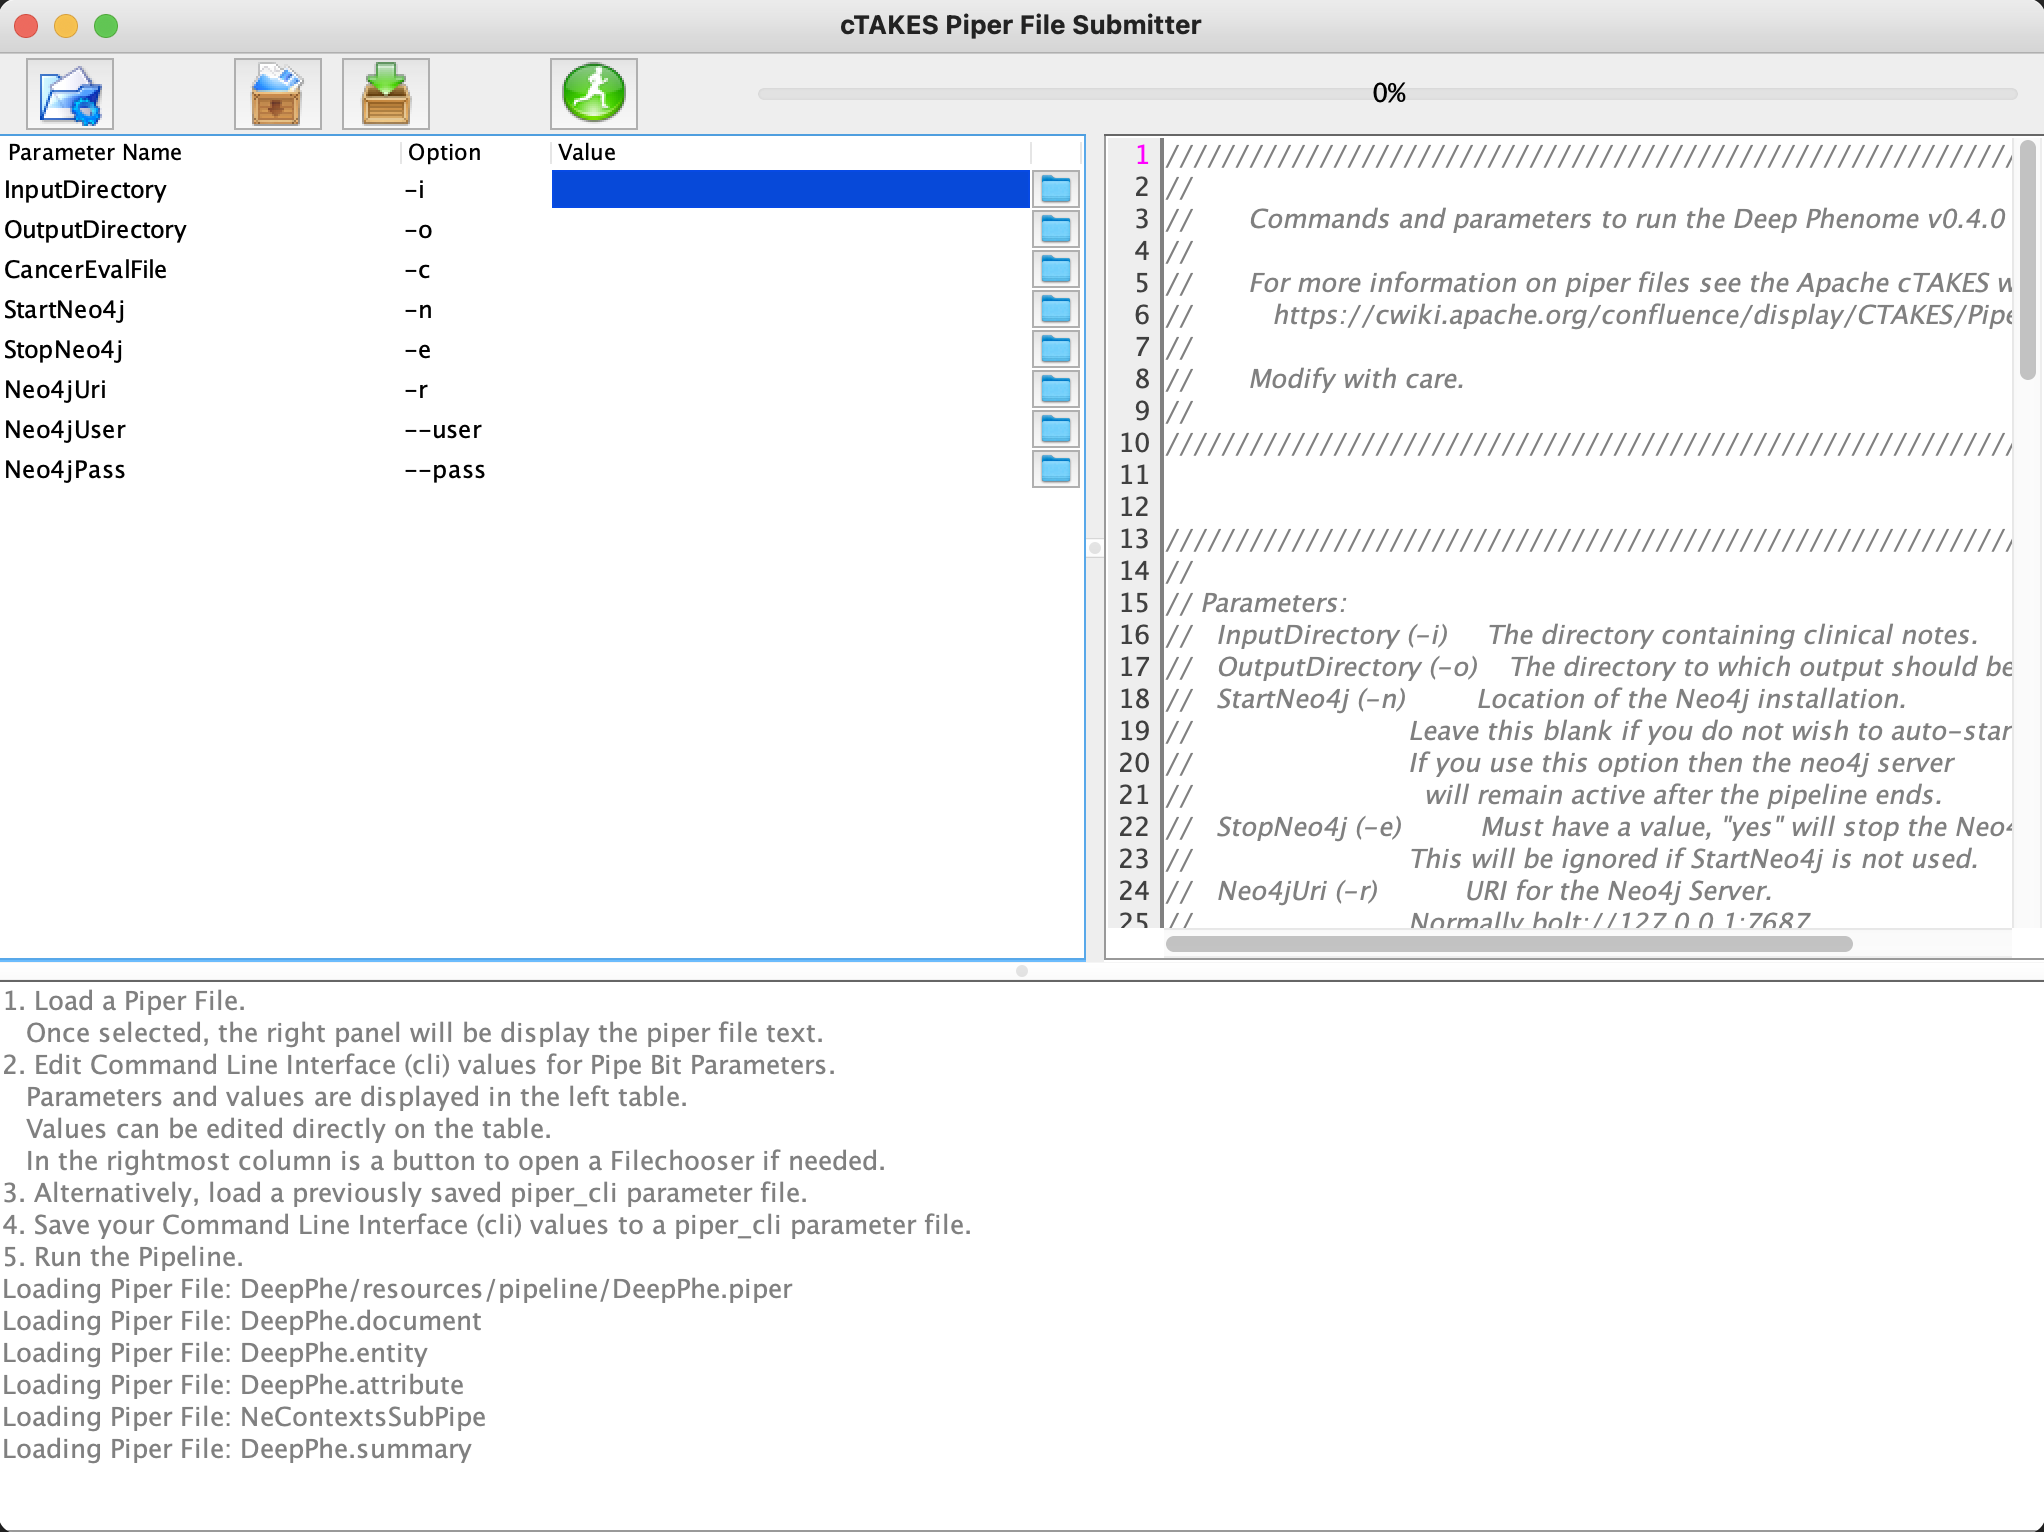 cTAKES Piper File Submitter
0%
Parameter Name Option Value
InputDirectory -i
OutputDirectory -o
CancerEvalFile -c
StartNeo4j -n
StopNeo4j -e
Neo4jUri -r
Neo4jUser --user
Neo4jPass --pass
1 ////////////////////////////////////////////////////////////
2 //
3 // Commands and parameters to run the Deep Phenome v0.4.0
4 //
5 // For more information on piper files see the Apache cTAKES w
6 // https://cwiki.apache.org/confluence/display/CTAKES/Pipe
7 //
8 // Modify with care.
9 //
10 ////////////////////////////////////////////////////////////
11
12
13 ////////////////////////////////////////////////////////////
14 //
15 // Parameters:
16 // InputDirectory (-i) The directory containing clinical notes.
17 // OutputDirectory (-o) The directory to which output should be
18 // StartNeo4j (-n) Location of the Neo4j installation.
19 // Leave this blank if you do not wish to auto-star
20 // If you use this option then the neo4j server
21 // will remain active after the pipeline ends.
22 // StopNeo4j (-e) Must have a value, "yes" will stop the Neo4
23 // This will be ignored if StartNeo4j is not used.
24 // Neo4jUri (-r) URI for the Neo4j Server.
25 // Normally bolt://127.0.0.1:7687
1. Load a Piper File.
Once selected, the right panel will be display the piper file text.
2. Edit Command Line Interface (cli) values for Pipe Bit Parameters.
Parameters and values are displayed in the left table.
Values can be edited directly on the table.
In the rightmost column is a button to open a Filechooser if needed.
3. Alternatively, load a previously saved piper_cli parameter file.
4. Save your Command Line Interface (cli) values to a piper_cli parameter file.
5. Run the Pipeline.
Loading Piper File: DeepPhe/resources/pipeline/DeepPhe.piper
Loading Piper File: DeepPhe.document
Loading Piper File: DeepPhe.entity
Loading Piper File: DeepPhe.attribute
Loading Piper File: NeContextsSubPipe
Loading Piper File: DeepPhe.summary